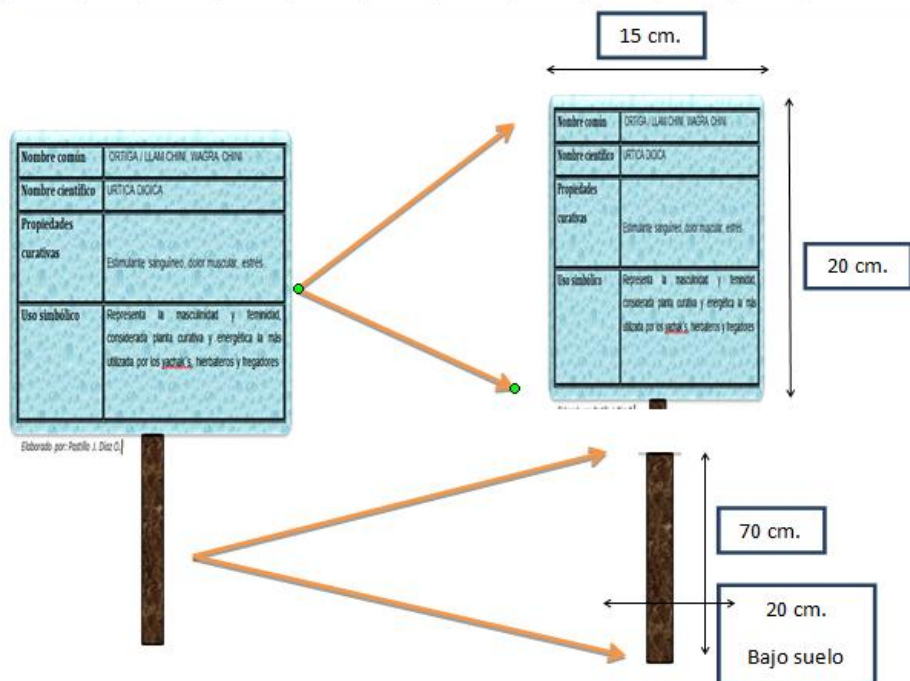 15 cm.
Nombre común ORTIGA / LLAMI CHINI, WAGRA CHINI
Nombre científico URTICA DIOICA
Propiedades
curativas
Estimulante sanguíneo, dolor muscular, estrés.
Uso simbólico Representa la masculinidad y feminidad,
considerada planta curativa y energética la más
utilizada por los yachak´s, hierbateros y fregadores
Elaborado por: Pastillo J. Díaz O.
Nombre común ORTIGA / LLAMI CHINI, WAGRA CHINI
Nombre científico URTICA DIOICA
Propiedades
curativas
Estimulante sanguíneo, dolor muscular, estrés.
Uso simbólico Representa la masculinidad y feminidad,
considerada planta curativa y energética la más
utilizada por los yachak´s, hierbateros y fregadores
20 cm.
70 cm.
20 cm.
Bajo suelo